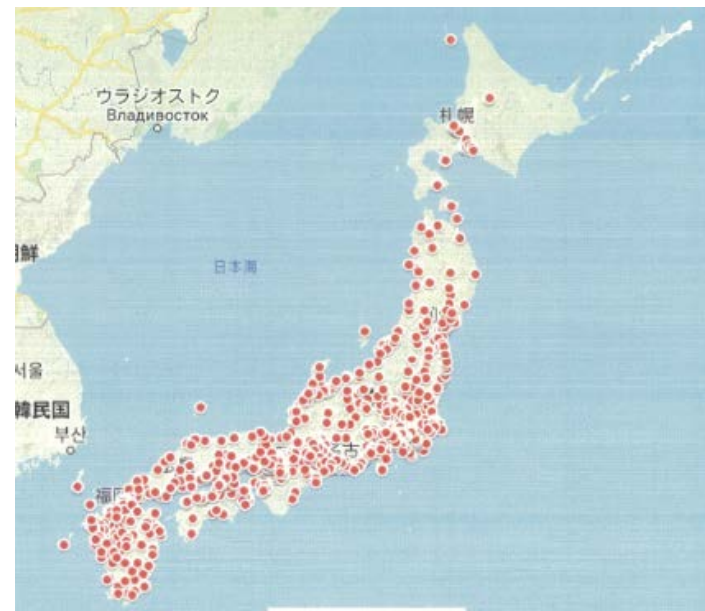 ウラジオストク
Владивосток
札幌
鮮
日本海
서울
韓民国
부산
古
福